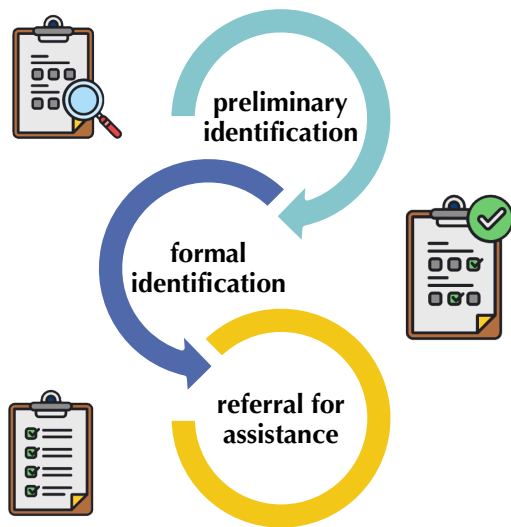 preliminary
identification
formal
identification
referral for
assistance